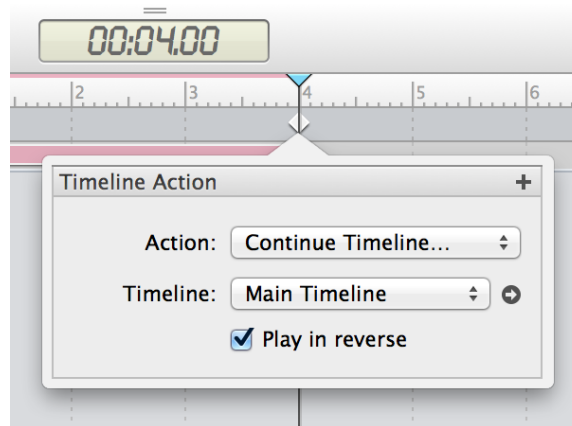 00:04.00
2 3 4 5 6
Timeline Action +
Action: Continue Timeline...
Timeline: Main Timeline
Play in reverse